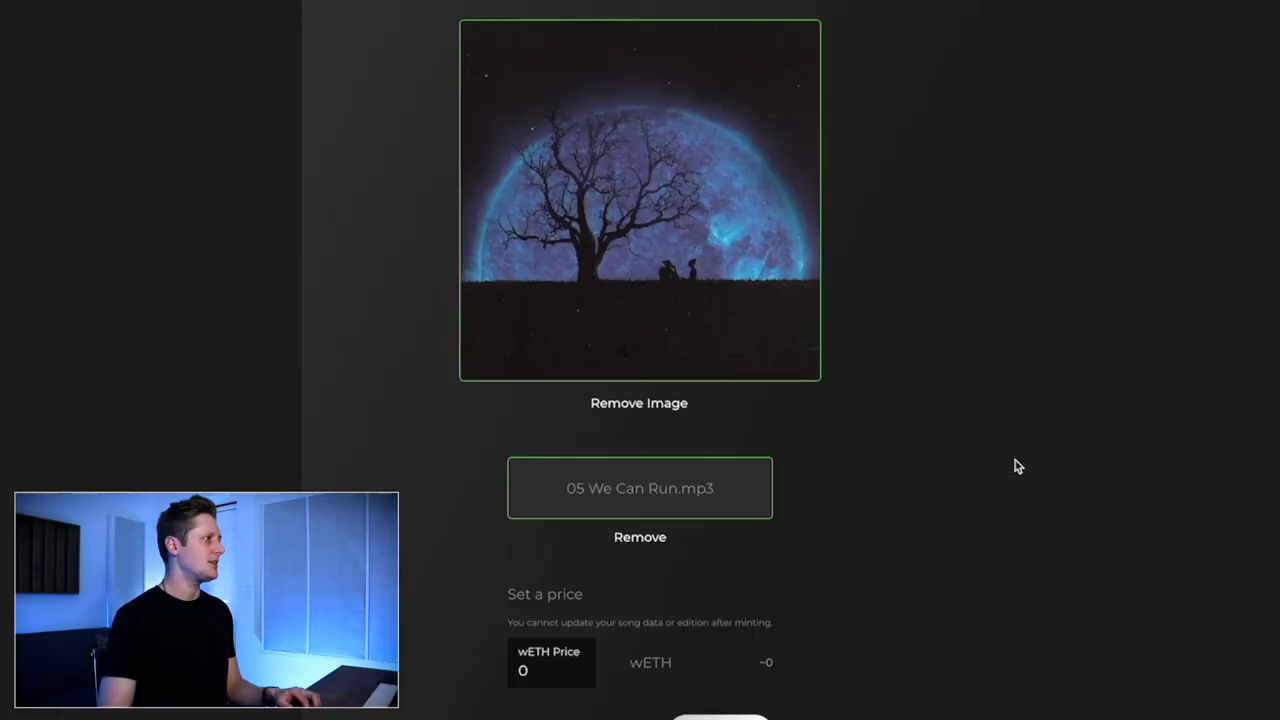 Remove Image
05 We Can Run.mp3
Remove
Set a price
You cannot update your song data or edition after minting.
wETH Price
0
wETH
~0